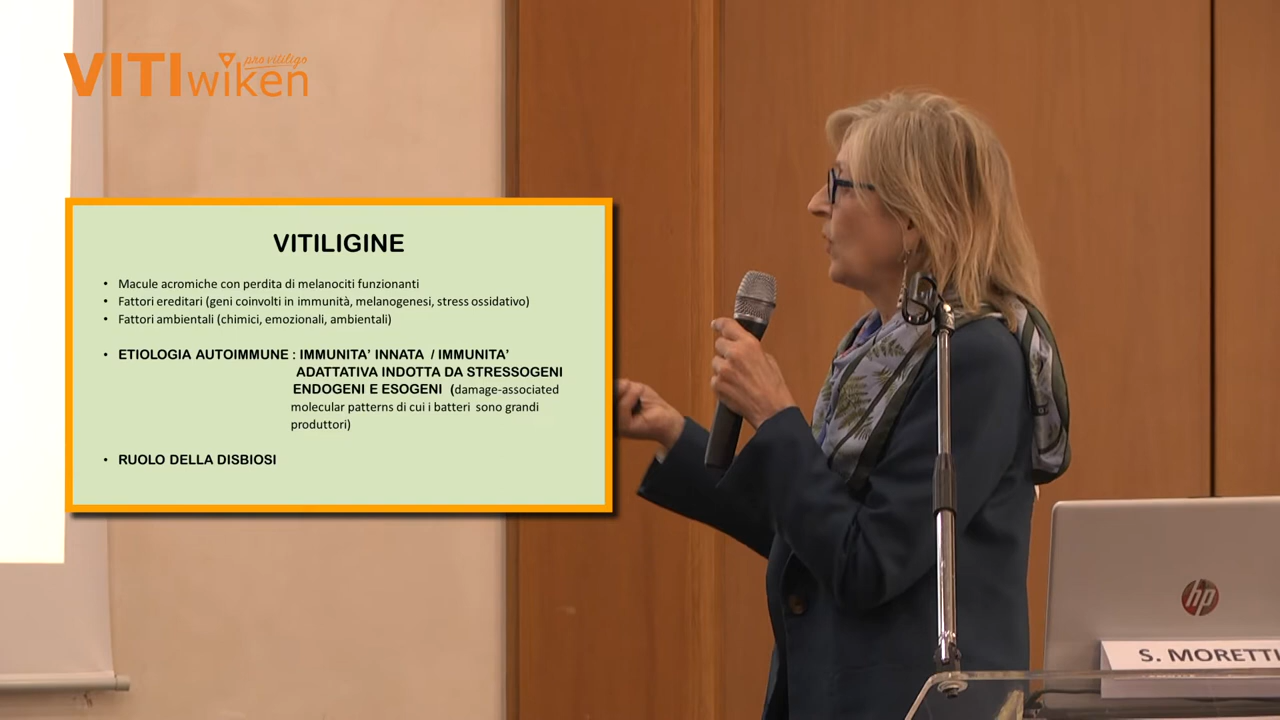 VITIwiken
pro vitiligo
VITILIGINE
• Macule acromiche con perdita di melanociti funzionanti
• Fattori ereditari (geni coinvolti in immunità, melanogenesi, stress ossidativo)
• Fattori ambientali (chimici, emozionali, ambientali)
• ETIOLOGIA AUTOIMMUNE : IMMUNITA’ INNATA / IMMUNITA’
ADATTATIVA INDOTTA DA STRESSOGENI
ENDOGENI E ESOGENI (damage-associated
molecular patterns di cui i batteri sono grandi
produttori)
• RUOLO DELLA DISBIOSI
hp
S. MORETTI